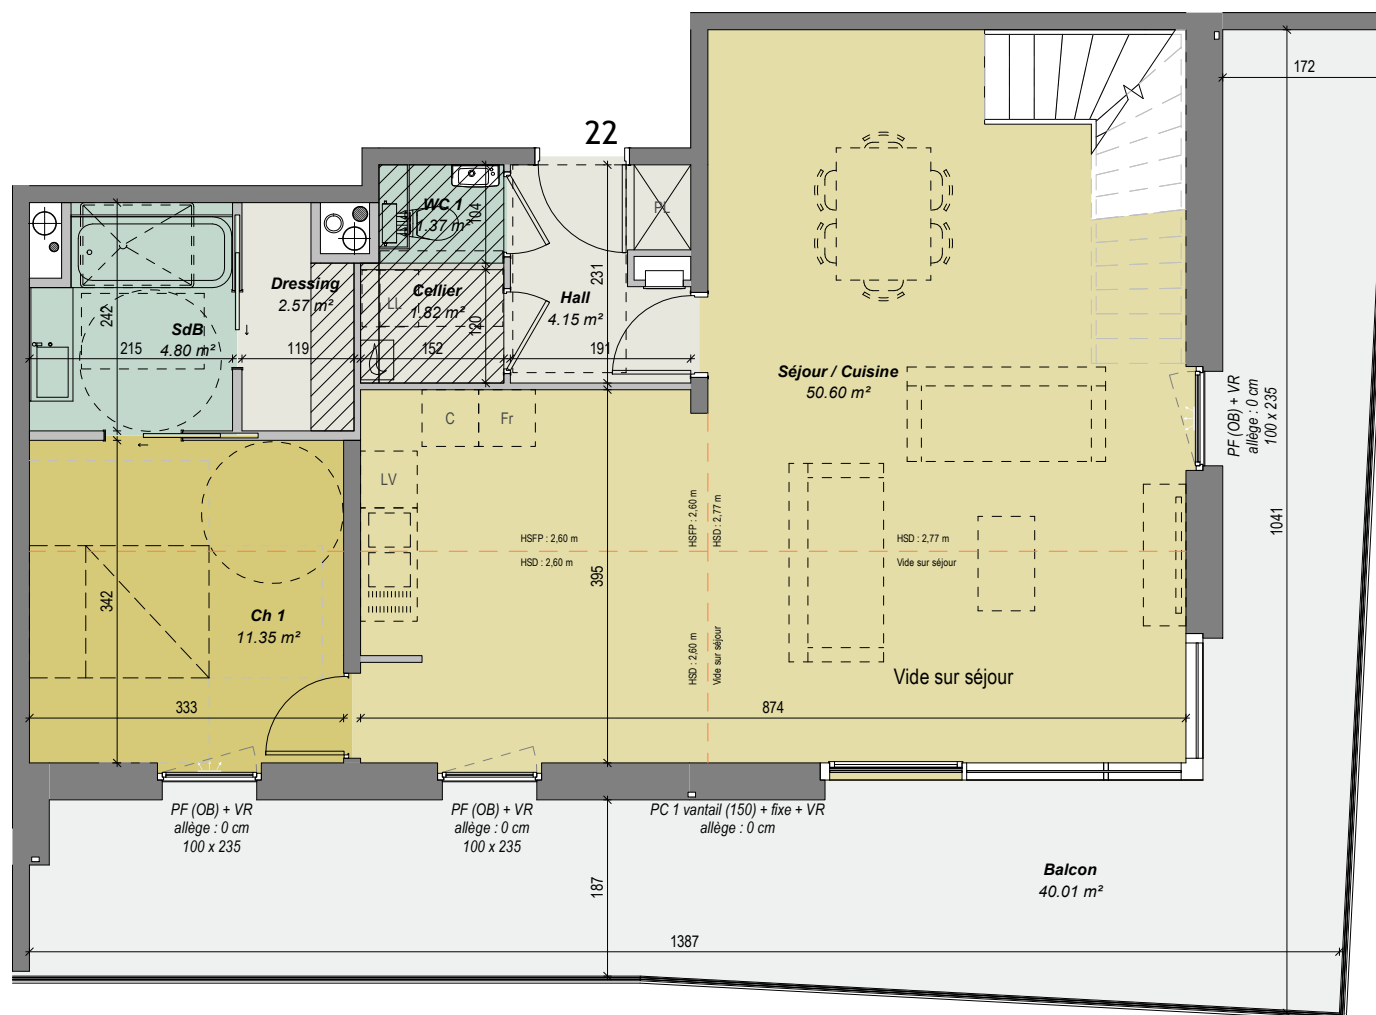 22
172
WC 1
1.37 m²
104
PL
Dressing
2.57 m²
Cellier
1.82 m²
LL
120
231
Hall
4.15 m²
242
SdB
4.80 m²
215
119
152
191
Séjour / Cuisine
50.60 m²
PF (OB) + VR
allège : 0 cm
100 x 235
C
Fr
LV
HSFP : 2,60 m
HSD : 2,60 m
HSFP : 2,60 m
HSD : 2,77 m
HSD : 2,77 m
Vide sur séjour
1041
395
342
Ch 1
11.35 m²
HSD : 2,60 m
Vide sur séjour
Vide sur séjour
333
874
PF (OB) + VR
allège : 0 cm
100 x 235
PF (OB) + VR
allège : 0 cm
100 x 235
PC 1 vantail (150) + fixe + VR
allège : 0 cm
187
Balcon
40.01 m²
1387